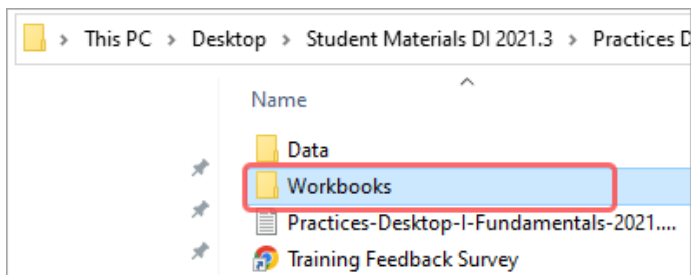 > This PC > Desktop > Student Materials DI 2021.3 > Practices D
Name
Data
Workbooks
Practices-Desktop-I-Fundamentals-2021....
Training Feedback Survey